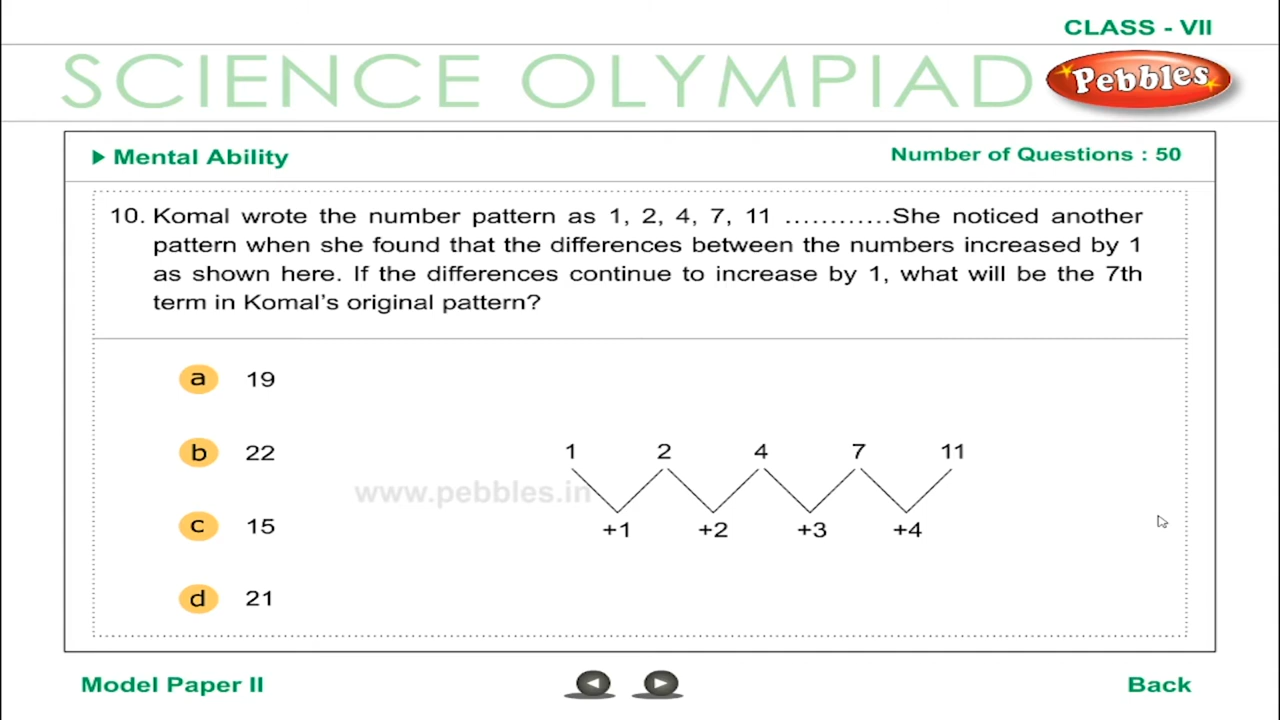 CLASS - VII
SCIENCE OLYMPIAD
Pebbles
Mental Ability
Number of Questions : 50
10. Komal wrote the number pattern as 1, 2, 4, 7, 11 ............She noticed another
pattern when she found that the differences between the numbers increased by 1
as shown here. If the differences continue to increase by 1, what will be the 7th
term in Komal's original pattern?
a 19
b 22
c 15
d 21
1 2 4 7 11
www.pebbles.in
+1 +2 +3 +4
Model Paper II
Back